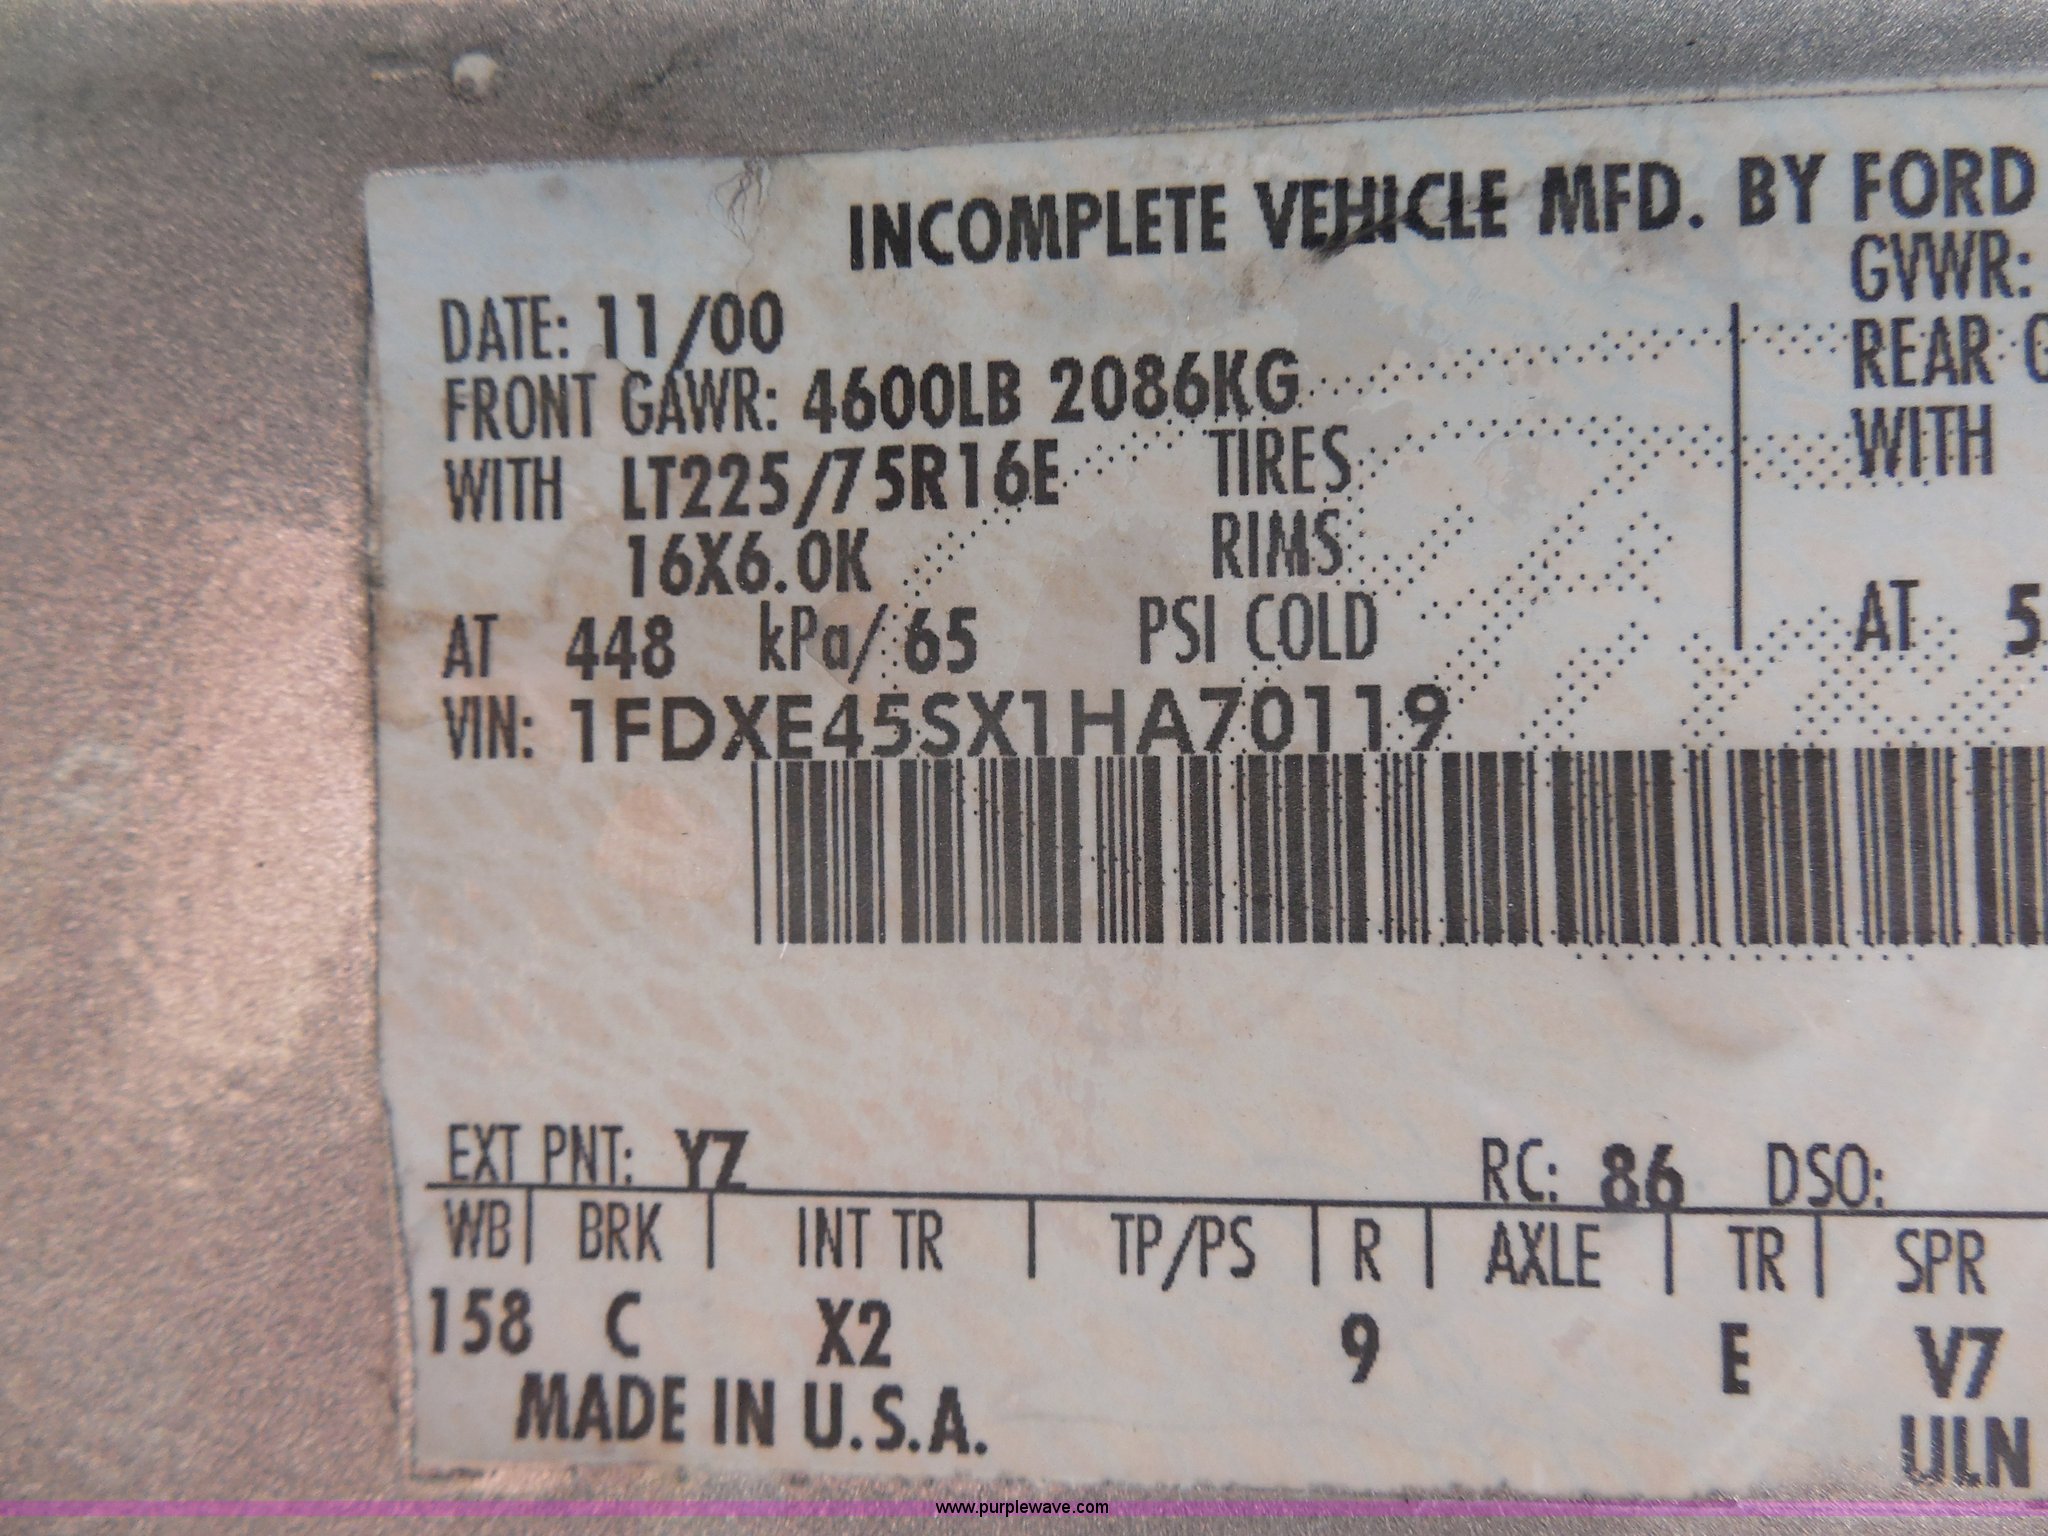 INCOMPLETE VEHICLE MFD. BY FORD
DATE: 11/00 GVWR:
FRONT GAWR: 4600LB 2086KG REAR G
WITH LT225/75R16E TIRES WITH
16X6.0K RIMS
AT 448 kPa/ 65 PSI COLD AT 5
VIN: 1FDXE45SX1HA70119
EXT PNT: YZ RC: 86 DSO:
WB BRK INT TR TP/PS R AXLE TR SPR
158 C X2 9 E V7
MADE IN U.S.A. ULN
www.purplewave.com